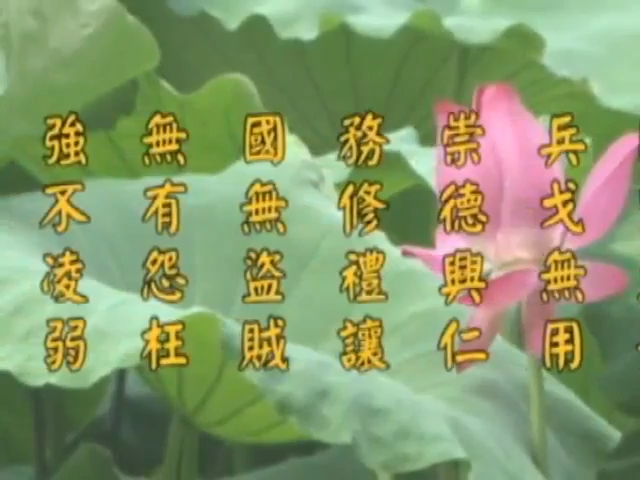 兵戈無用
崇德興仁
務修禮讓
國無盜賊
無有怨枉
強不凌弱